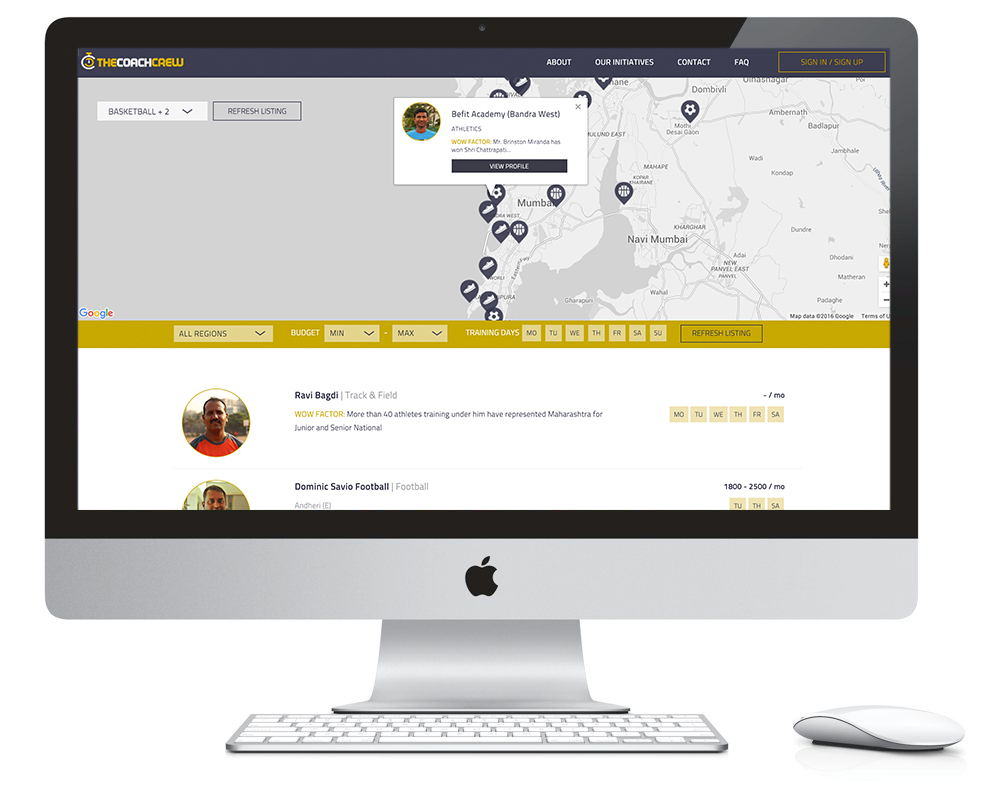 THECOACHCREW
ABOUT
OUR INITIATIVES
CONTACT
FAQ
SIGN IN / SIGN UP
BASKETBALL + 2
REFRESH LISTING
Befit Academy (Bandra West)
ATHLETICS
WOW FACTOR: Mr. Brinston Miranda has
won Shri Chattrapati...
VIEW PROFILE
Dombivli
Ambernath
Badlapur
Mothi
Desai Gaon
MULUND EAST
Jambhale
Wadi
MAHAPE
Kondap
KOPAR
KHAIRANE
Mumbai
KHARGHAR
Dundre
Navi Mumbai
Adai
Dhodani
NEW
PANVEL EAST
PANVEL
Matheran
Wahal
Gharapuri
Padaghe
Google
Map data ©2016 Google
Terms of U
ALL REGIONS
BUDGET
MIN
-
MAX
TRAINING DAYS
MO TU WE TH FR SA SU
REFRESH LISTING
Ravi Bagdi | Track & Field
- / mo
WOW FACTOR: More than 40 athletes training under him have represented Maharashtra for
Junior and Senior National
MO TU WE TH FR SA
Dominic Savio Football | Football
1800 - 2500 / mo
Andheri (E)
TU TH SA